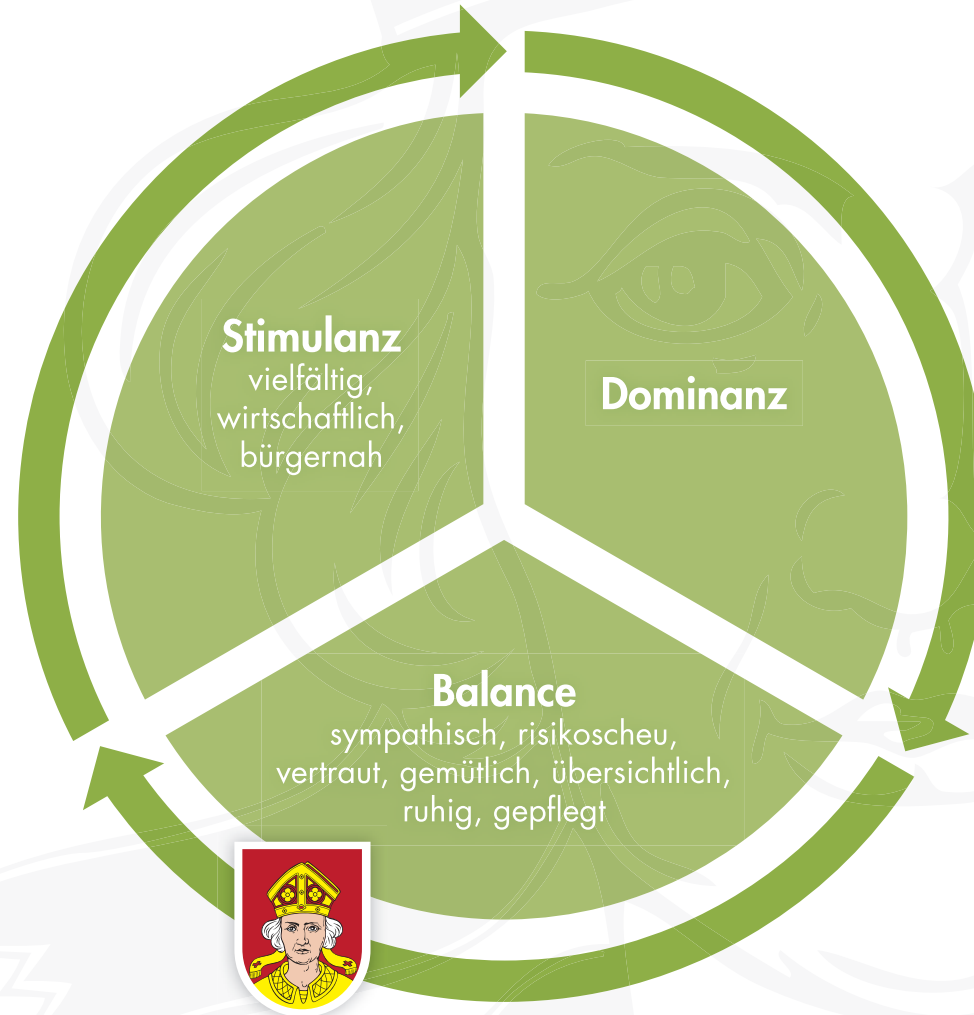 Stimulanz
vielfältig,
wirtschaftlich,
bürgernah
Dominanz
Balance
sympathisch, risikoscheu,
vertraut, gemütlich, übersichtlich,
ruhig, gepflegt